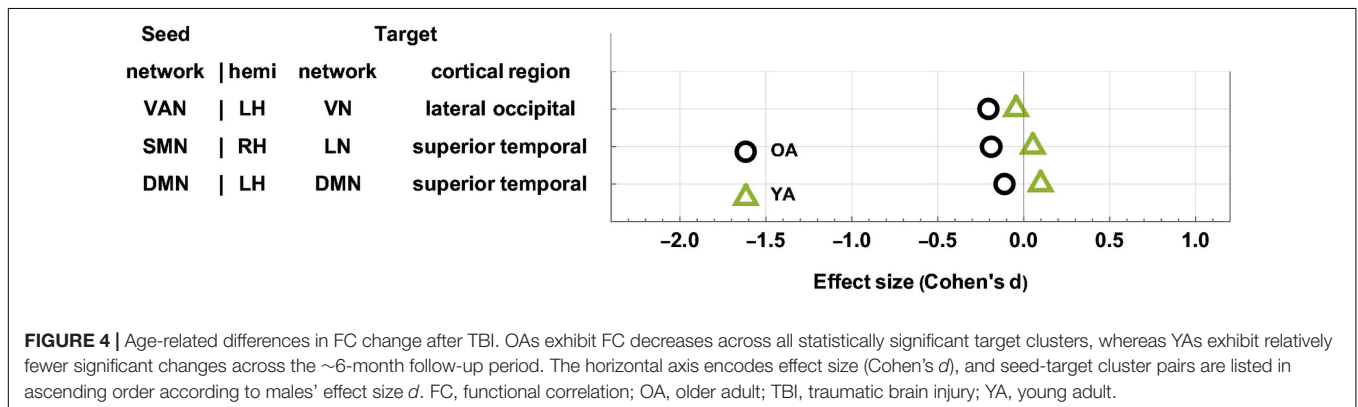 Seed Target
network | hemi network cortical region
VAN | LH VN lateral occipital
SMN | RH LN superior temporal
DMN | LH DMN superior temporal
OA
YA
−2.0 −1.5 −1.0 −0.5 0.0 0.5 1.0
Effect size (Cohen's d)
FIGURE 4 | Age-related differences in FC change after TBI. OAs exhibit FC decreases across all statistically significant target clusters, whereas YAs exhibit relatively
fewer significant changes across the ∼6-month follow-up period. The horizontal axis encodes effect size (Cohen's d), and seed-target cluster pairs are listed in
ascending order according to males' effect size d. FC, functional correlation; OA, older adult; TBI, traumatic brain injury; YA, young adult.